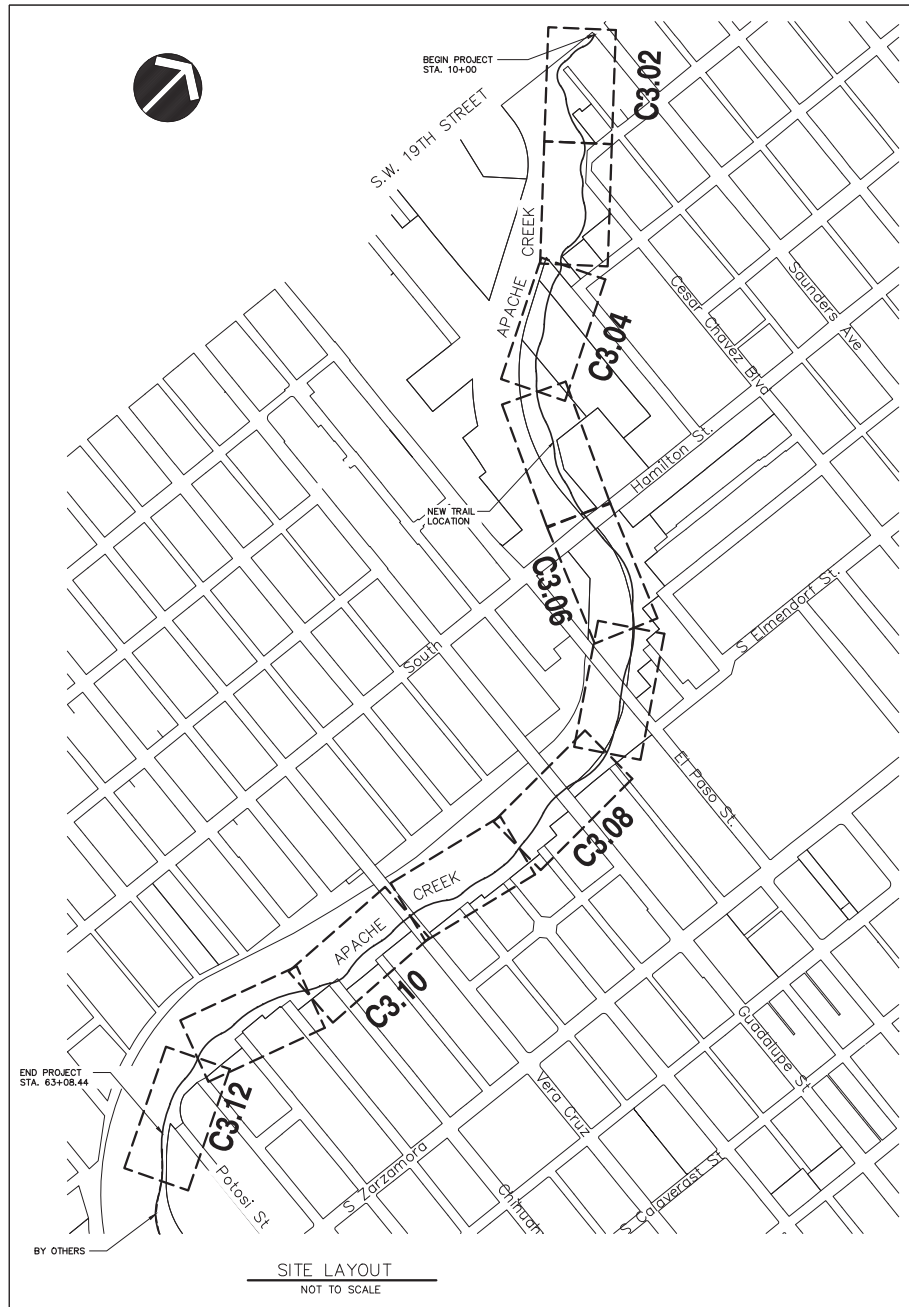 BEGIN PROJECT
STA. 10+00
C3.02
S.W. 19TH STREET
APACHE CREEK
Saunders Ave
Cesar Chavez Blvd
C3.04
Hamilton St.
NEW TRAIL
LOCATION
C3.06
S Elmendorf St.
South
El Paso St.
C3.08
APACHE CREEK
C3.10
Guadalupe St
END PROJECT
STA. 63+08.44
C3.12
Vera Cruz
Potosi St
S Zarzamora
Chihuah
S Calaverast St
BY OTHERS
SITE LAYOUT
NOT TO SCALE